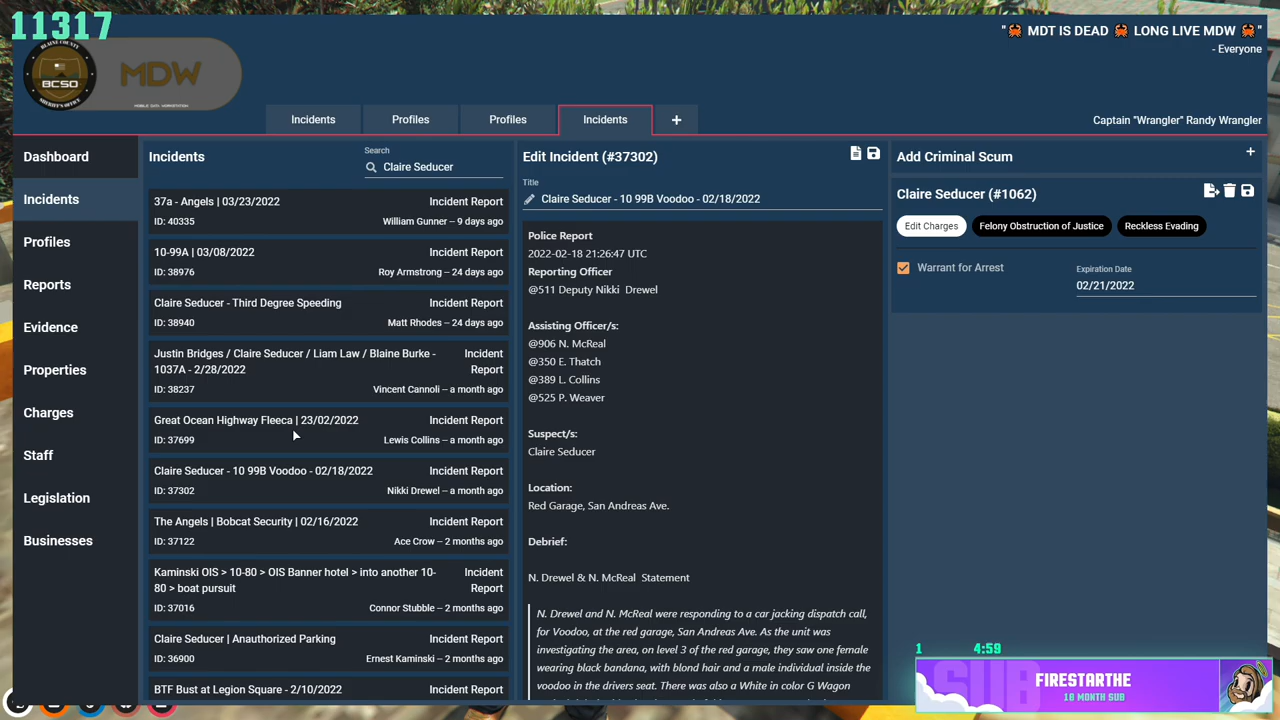 11317
" 🦀 MDT IS DEAD 🦀 LONG LIVE MDW 🦀 "
- Everyone
BLAINE COUNTY
BCSO
SHERIFF'S OFFICE
MDW
MOBILE DATA WORKSTATION
Incidents
Profiles
Profiles
Incidents
+
Captain "Wrangler" Randy Wrangler
Dashboard
Incidents
Profiles
Reports
Evidence
Properties
Charges
Staff
Legislation
Businesses
Incidents
Search
Claire Seducer
37a - Angels | 03/23/2022 Incident Report
ID: 40335 William Gunner – 9 days ago
10-99A | 03/08/2022 Incident Report
ID: 38976 Roy Armstrong – 24 days ago
Claire Seducer - Third Degree Speeding Incident Report
ID: 38940 Matt Rhodes – 24 days ago
Justin Bridges / Claire Seducer / Liam Law / Blaine Burke - Incident
1037A - 2/28/2022 Report
ID: 38237 Vincent Cannoli – a month ago
Great Ocean Highway Fleeca | 23/02/2022 Incident Report
ID: 37699 Lewis Collins – a month ago
Claire Seducer - 10 99B Voodoo - 02/18/2022 Incident Report
ID: 37302 Nikki Drewel – a month ago
The Angels | Bobcat Security | 02/16/2022 Incident Report
ID: 37122 Ace Crow – 2 months ago
Kaminski OIS > 10-80 > OIS Banner hotel > into another 10- Incident
80 > boat pursuit Report
ID: 37016 Connor Stubble – 2 months ago
Claire Seducer | Anauthorized Parking Incident Report
ID: 36900 Ernest Kaminski – 2 months ago
BTF Bust at Legion Square - 2/10/2022 Incident Report
Edit Incident (#37302)
Title
Claire Seducer - 10 99B Voodoo - 02/18/2022
Police Report
2022-02-18 21:26:47 UTC
Reporting Officer
@511 Deputy Nikki Drewel
Assisting Officer/s:
@906 N. McReal
@350 E. Thatch
@389 L. Collins
@525 P. Weaver
Suspect/s:
Claire Seducer
Location:
Red Garage, San Andreas Ave.
Debrief:
N. Drewel & N. McReal Statement
N. Drewel and N. McReal were responding to a car jacking dispatch call,
for Voodoo, at the red garage, San Andreas Ave. As the unit was
investigating the area, on level 3 of the red garage, they saw one female
wearing black bandana, with blond hair and a male individual inside the
voodoo in the drivers seat. There was also a White in color G Wagon
Add Criminal Scum +
Claire Seducer (#1062)
Edit Charges
Felony Obstruction of Justice
Reckless Evading
Warrant for Arrest
Expiration Date
02/21/2022
1 4:59
SUB
FIRESTARTHE
10 MONTH SUB